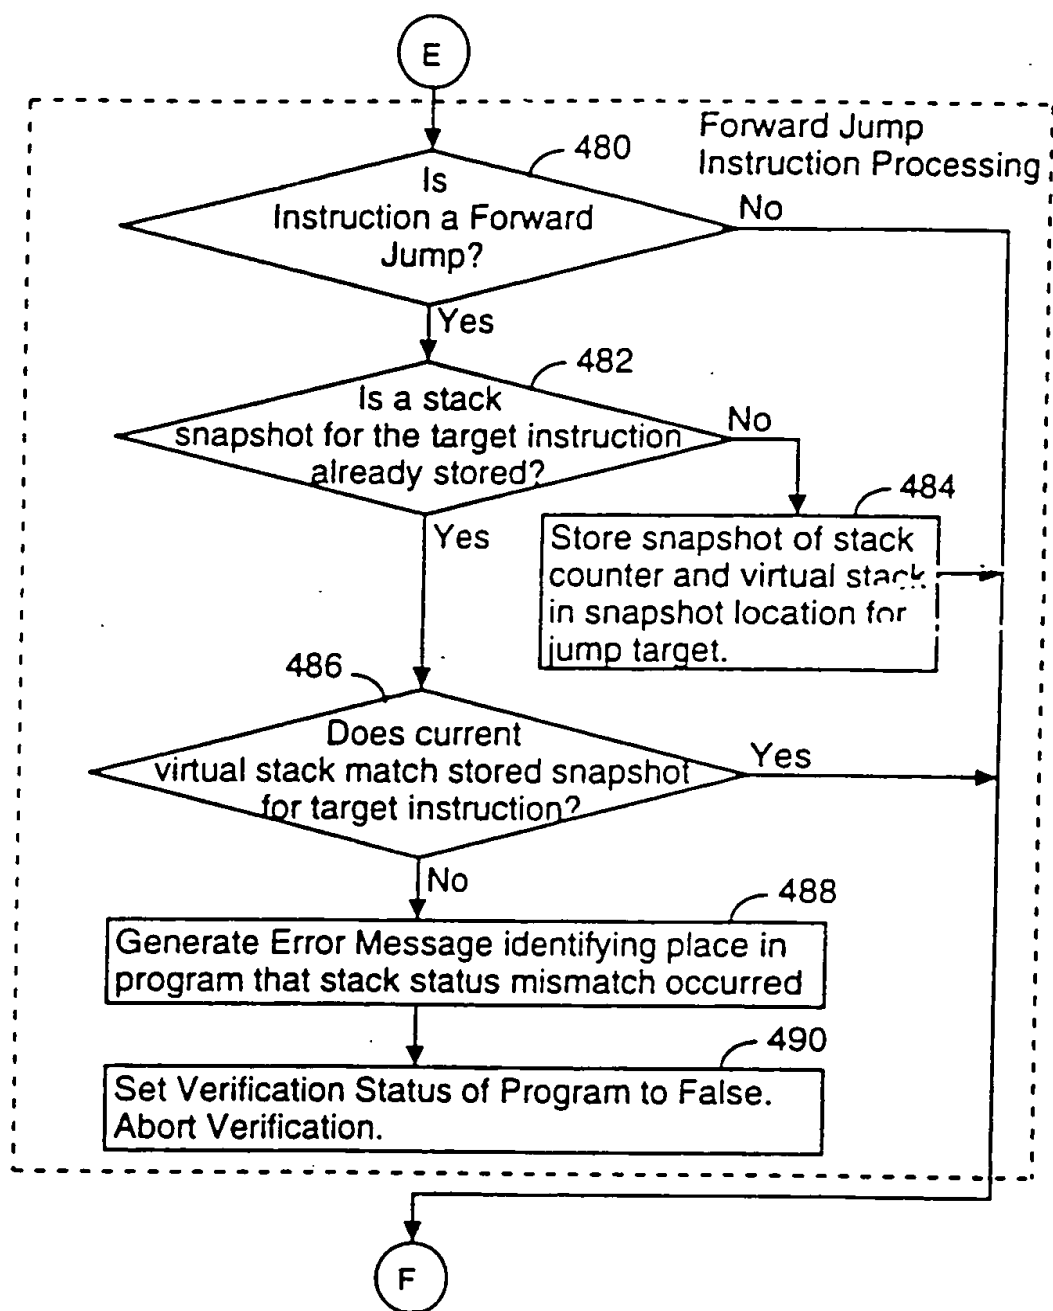 E
Forward Jump
Instruction Processing
480
Is
Instruction a Forward
Jump?
No
Yes
482
Is a stack
snapshot for the target instruction
already stored?
No
Yes
484
Store snapshot of stack
counter and virtual stack
in snapshot location for
jump target.
486
Does current
virtual stack match stored snapshot
for target instruction?
Yes
No
488
Generate Error Message identifying place in
program that stack status mismatch occurred
490
Set Verification Status of Program to False.
Abort Verification.
F